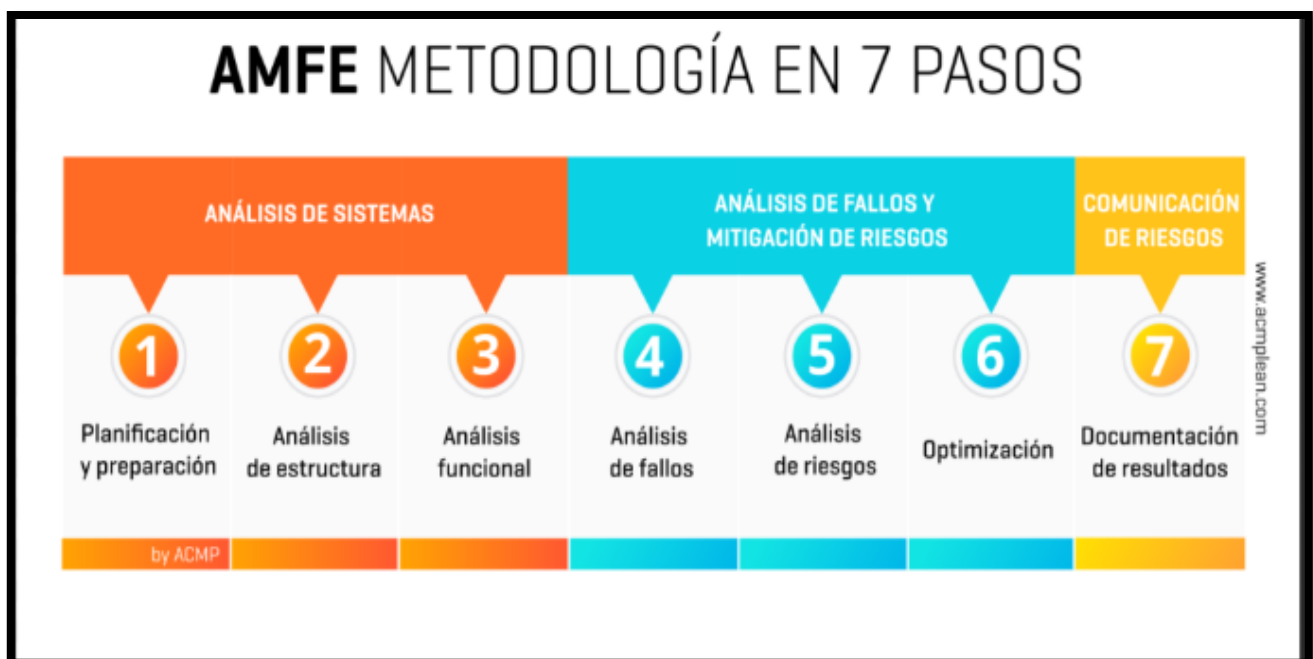 AMFE METODOLOGÍA EN 7 PASOS
ANÁLISIS DE SISTEMAS
ANÁLISIS DE FALLOS Y
MITIGACIÓN DE RIESGOS
COMUNICACIÓN
DE RIESGOS
1
Planificación
y preparación
2
Análisis
de estructura
3
Análisis
funcional
4
Análisis
de fallos
5
Análisis
de riesgos
6
Optimización
7
Documentación
de resultados
by ACMP
www.acmplean.com